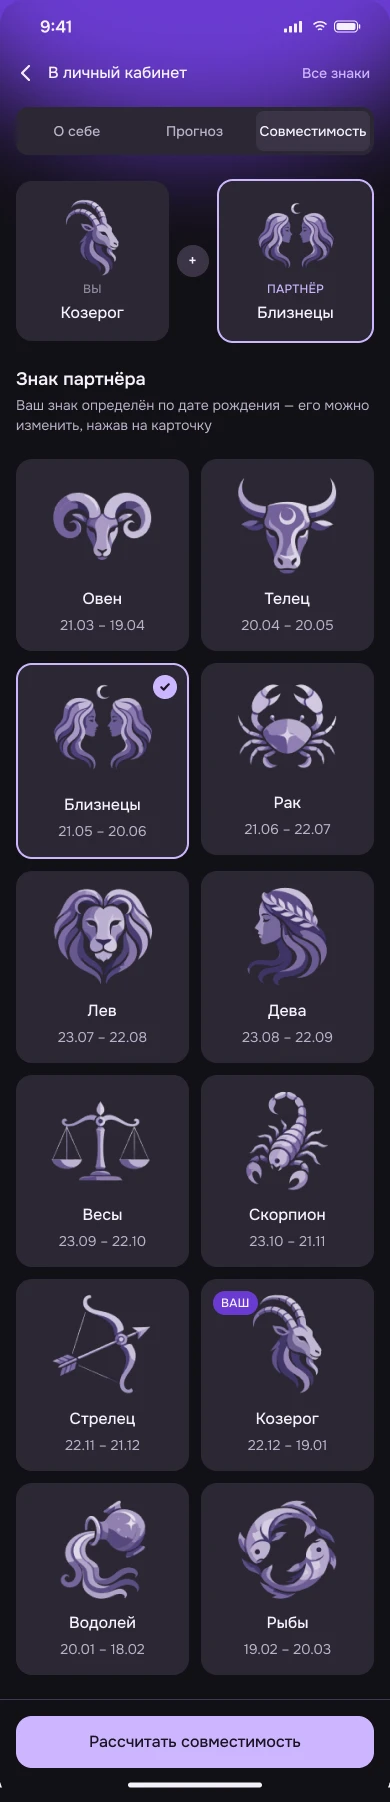 9:41
В личный кабинет
Все знаки
О себе
Прогноз
Совместимость
ВЫ
Козерог
+
ПАРТНЁР
Близнецы
Знак партнёра
Ваш знак определён по дате рождения — его можно
изменить, нажав на карточку
Овен
21.03 – 19.04
Телец
20.04 – 20.05
Близнецы
21.05 – 20.06
Рак
21.06 – 22.07
Лев
23.07 – 22.08
Дева
23.08 – 22.09
Весы
23.09 – 22.10
Скорпион
23.10 – 21.11
Стрелец
22.11 – 21.12
ВАШ
Козерог
22.12 – 19.01
Водолей
20.01 – 18.02
Рыбы
19.02 – 20.03
Рассчитать совместимость